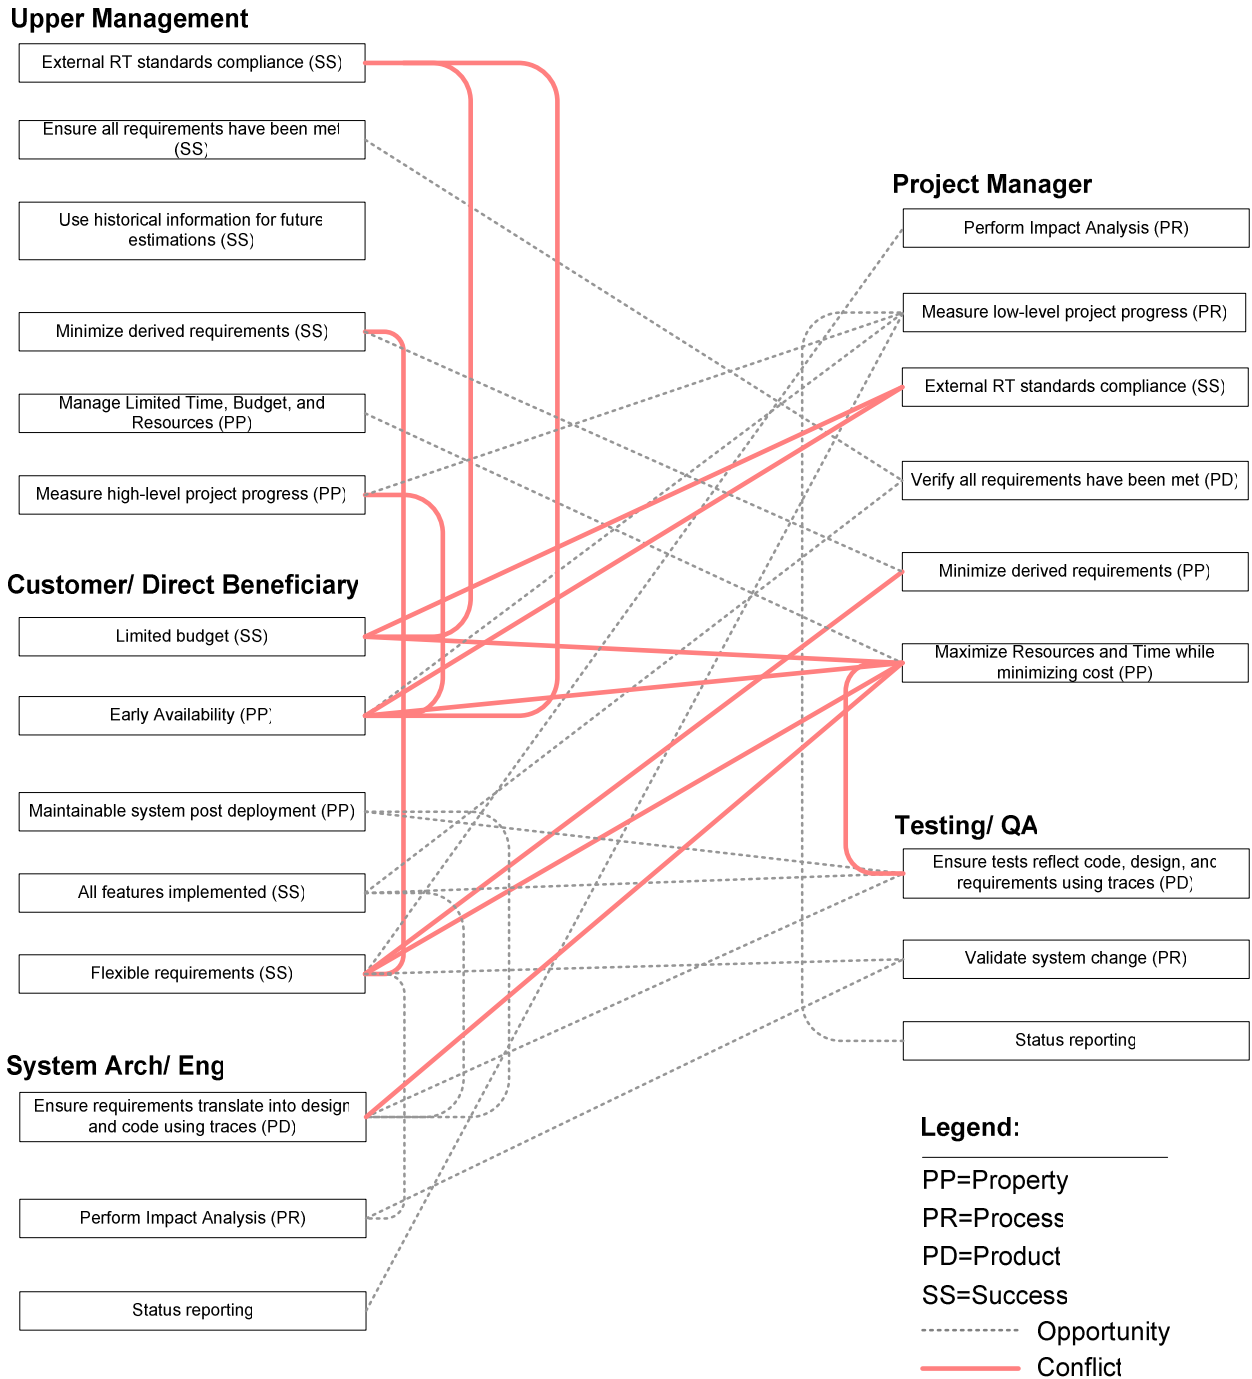 Upper Management
External RT standards compliance (SS)
Ensure all requirements have been met
(SS)
Use historical information for future
estimations (SS)
Minimize derived requirements (SS)
Manage Limited Time, Budget, and
Resources (PP)
Measure high-level project progress (PP)
Customer/ Direct Beneficiary
Limited budget (SS)
Early Availability (PP)
Maintainable system post deployment (PP)
All features implemented (SS)
Flexible requirements (SS)
System Arch/ Eng
Ensure requirements translate into design
and code using traces (PD)
Perform Impact Analysis (PR)
Status reporting
Project Manager
Perform Impact Analysis (PR)
Measure low-level project progress (PR)
External RT standards compliance (SS)
Verify all requirements have been met (PD)
Minimize derived requirements (PP)
Maximize Resources and Time while
minimizing cost (PP)
Testing/ QA
Ensure tests reflect code, design, and
requirements using traces (PD)
Validate system change (PR)
Status reporting
Legend:
PP=Property
PR=Process
PD=Product
SS=Success
Opportunity
Conflict